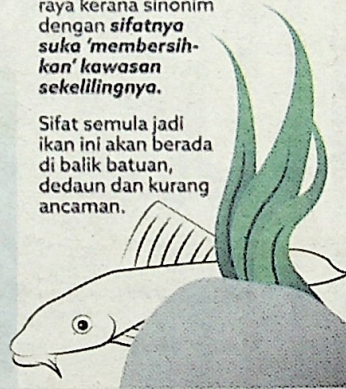 raya kerana sinonim
dengan sifatnya
suka ‘membersih-
kan’ kawasan
sekelilingnya.
Sifat semula jadi
ikan ini akan berada
di balik batuan,
dedaun dan kurang
ancaman.